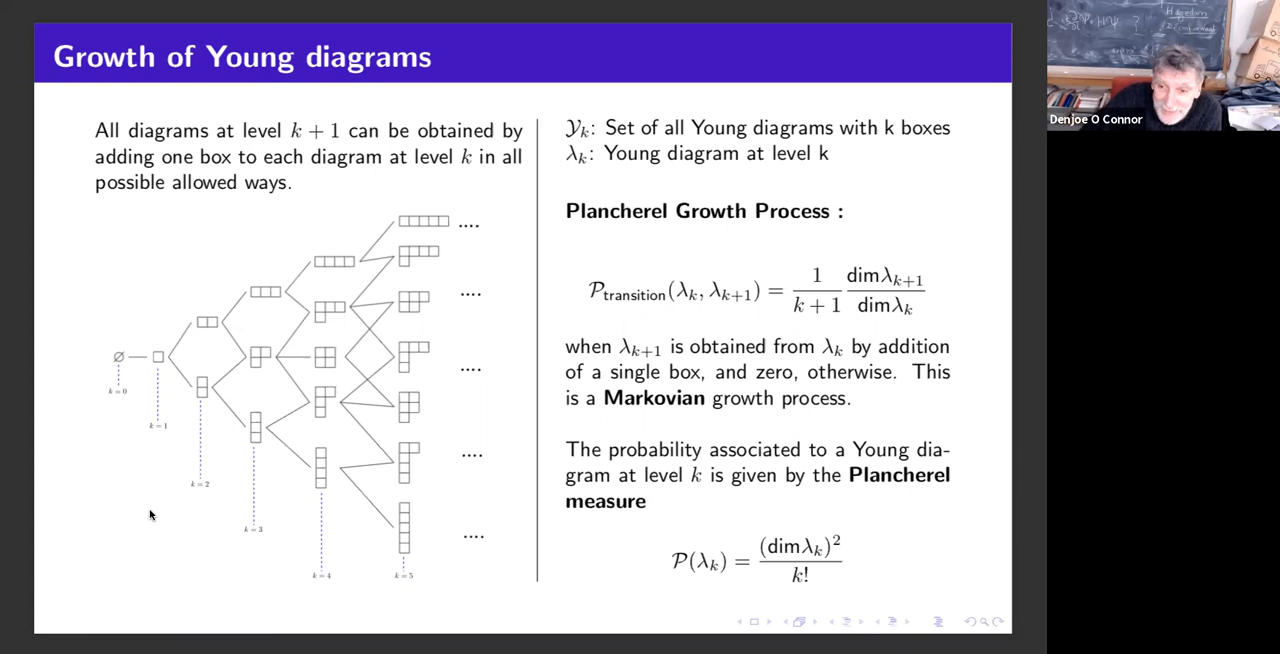 Growth of Young diagrams
All diagrams at level k + 1 can be obtained by
adding one box to each diagram at level k in all
possible allowed ways.
....
....
....
....
....
∅
k = 0
k = 1
k = 2
k = 3
k = 4
k = 5
𝒴ₖ: Set of all Young diagrams with k boxes
λₖ: Young diagram at level k
Plancherel Growth Process :
𝒫transition(λₖ, λₖ₊₁) = 1/(k + 1) dimλₖ₊₁/dimλₖ
when λₖ₊₁ is obtained from λₖ by addition
of a single box, and zero, otherwise. This
is a Markovian growth process.
The probability associated to a Young dia-
gram at level k is given by the Plancherel
measure
𝒫(λₖ) = (dimλₖ)²/k!
Denjoe O Connor